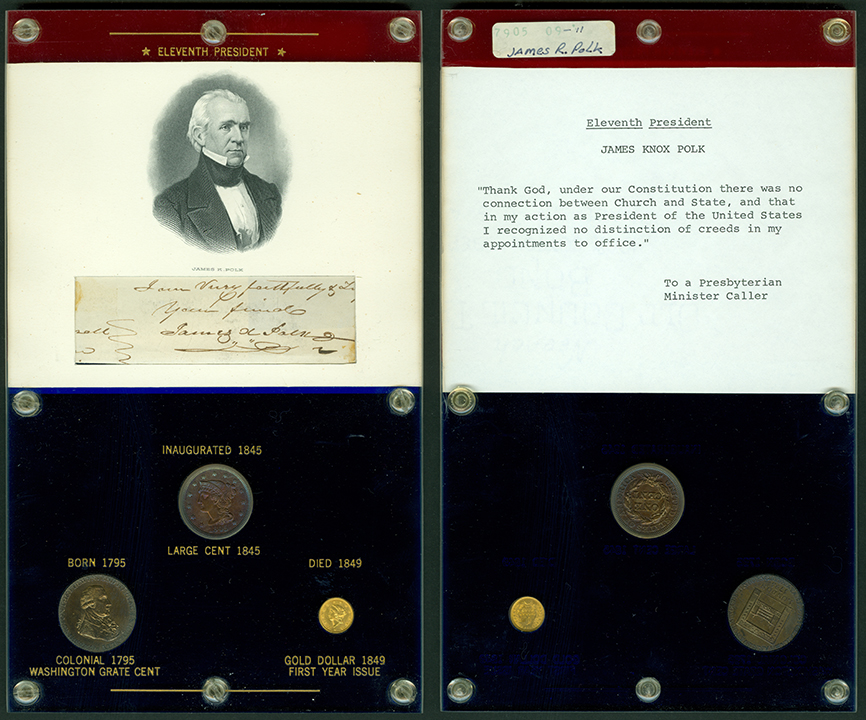 ★ ELEVENTH PRESIDENT ★
JAMES K. POLK
I am Very faithfully &
Your friend
James K Polk
INAUGURATED 1845
LARGE CENT 1845
BORN 1795
DIED 1849
COLONIAL 1795
WASHINGTON GRATE CENT
GOLD DOLLAR 1849
FIRST YEAR ISSUE
7905 09-'11
JAMES R. POLK
Eleventh President
JAMES KNOX POLK
"Thank God, under our Constitution there was no
connection between Church and State, and that
in my action as President of the United States
I recognized no distinction of creeds in my
appointments to office."
To a Presbyterian
Minister Caller